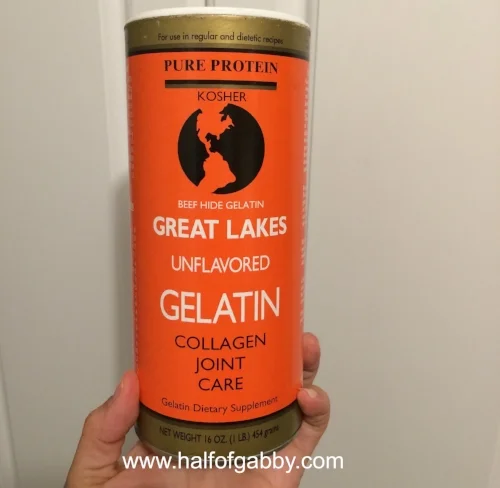 For use in regular and dietetic recipes
PURE PROTEIN
KOSHER
BEEF HIDE GELATIN
GREAT LAKES
UNFLAVORED
GELATIN
COLLAGEN
JOINT
CARE
Gelatin Dietary Supplement
NET WEIGHT 16 OZ. (1 LB.) 454 grams
www.halfofgabby.com